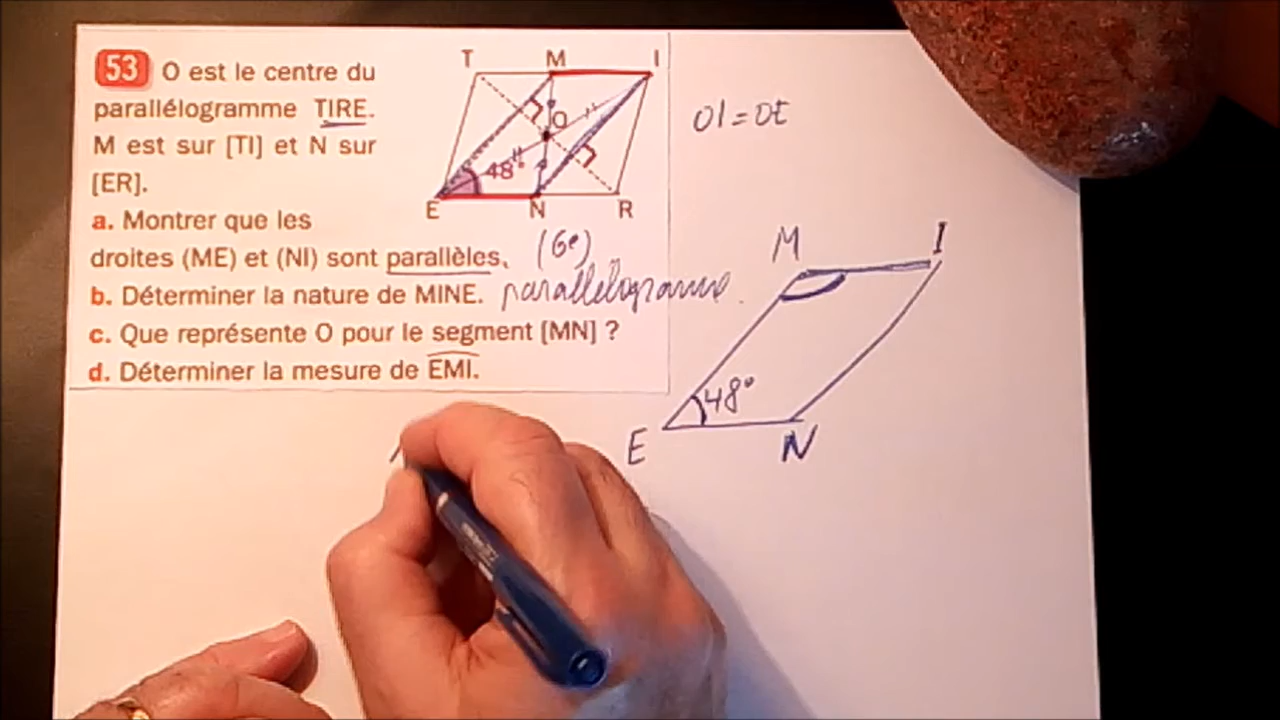 53 O est le centre du
parallélogramme TIRE.
M est sur [TI] et N sur
[ER].
a. Montrer que les
droites (ME) et (NI) sont parallèles.
b. Déterminer la nature de MINE.
c. Que représente O pour le segment [MN] ?
d. Déterminer la mesure de EMI.
T M I
O
48°
E N R
(6e)
parallélogramme.
OI = OE
M I
48°
E N